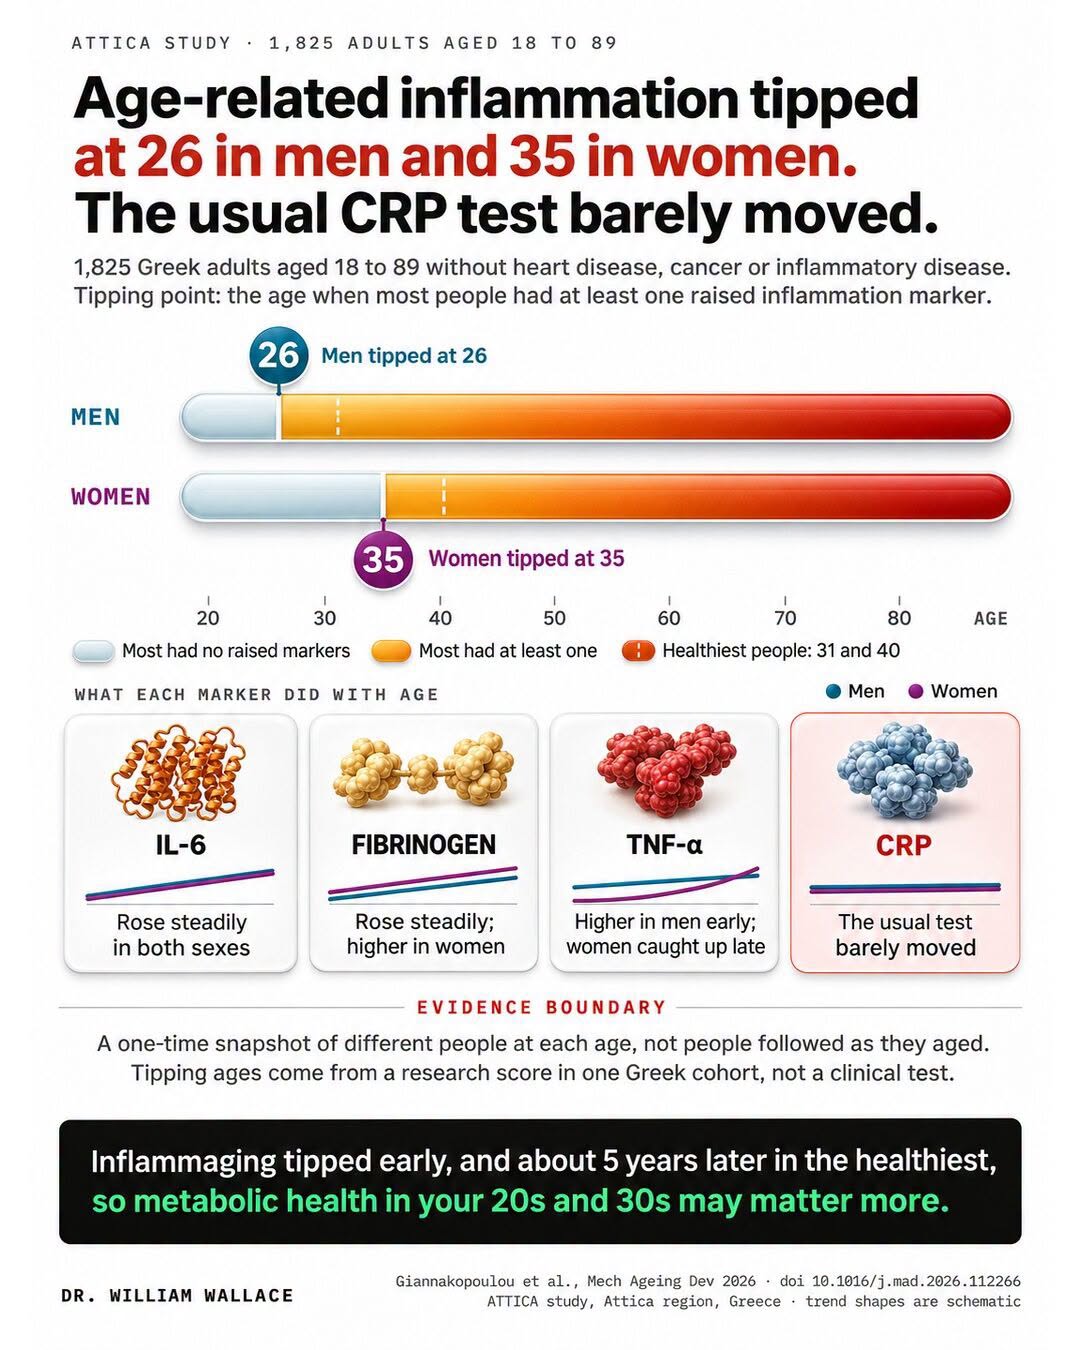 ATTICA STUDY · 1,825 ADULTS AGED 18 TO 89
Age-related inflammation tipped
at 26 in men and 35 in women.
The usual CRP test barely moved.
1,825 Greek adults aged 18 to 89 without heart disease, cancer or inflammatory disease.
Tipping point: the age when most people had at least one raised inflammation marker.
26 Men tipped at 26
MEN
WOMEN
35 Women tipped at 35
20 30 40 50 60 70 80 AGE
Most had no raised markers Most had at least one Healthiest people: 31 and 40
WHAT EACH MARKER DID WITH AGE Men Women
IL-6
Rose steadily
in both sexes
FIBRINOGEN
Rose steadily;
higher in women
TNF-α
Higher in men early;
women caught up late
CRP
The usual test
barely moved
EVIDENCE BOUNDARY
A one-time snapshot of different people at each age, not people followed as they aged.
Tipping ages come from a research score in one Greek cohort, not a clinical test.
Inflammaging tipped early, and about 5 years later in the healthiest,
so metabolic health in your 20s and 30s may matter more.
DR. WILLIAM WALLACE
Giannakopoulou et al., Mech Ageing Dev 2026 · doi 10.1016/j.mad.2026.112266
ATTICA study, Attica region, Greece · trend shapes are schematic